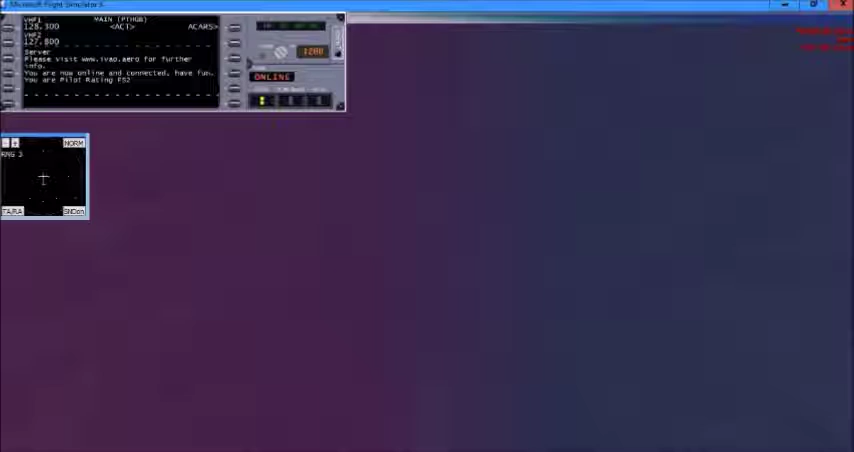 Microsoft Flight Simulator X
VHF1 MAIN (PTHGB)
128.300 <ACT> ACARS>
VHF2
127.800
Server
Please visit www.ivao.aero for further
info.
You are now online and connected, have fun.
You are Pilot Rating FS2
1200
ONLINE
- + NORM
RNG 3
TA/RA SNDon